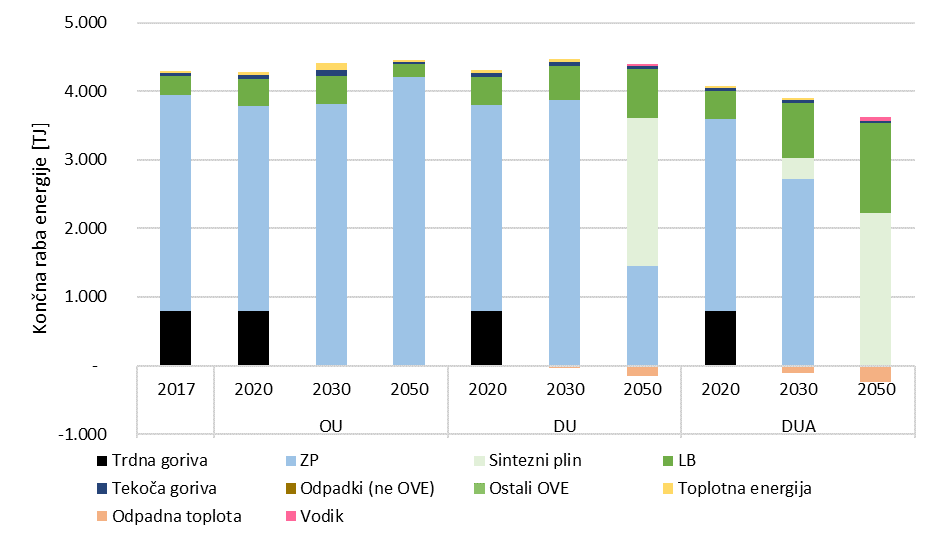 Končna raba energije [TJ]
5.000
4.000
3.000
2.000
1.000
-
-1.000
2017 2020 2030 2050 2020 2030 2050 2020 2030 2050
OU DU DUA
Trdna goriva ZP Sintezni plin LB
Tekoča goriva Odpadki (ne OVE) Ostali OVE Toplotna energija
Odpadna toplota Vodik